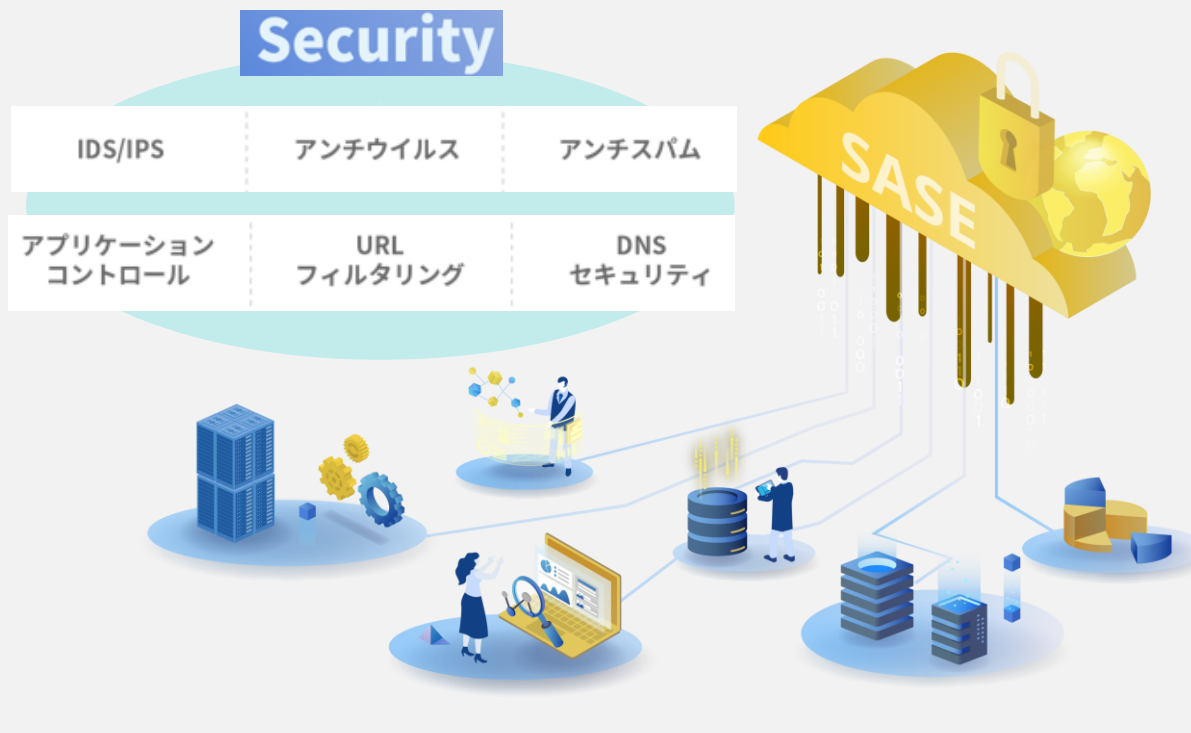 Security
IDS/IPS
アンチウイルス
アンチスパム
アプリケーション
コントロール
URL
フィルタリング
DNS
セキュリティ
SASE